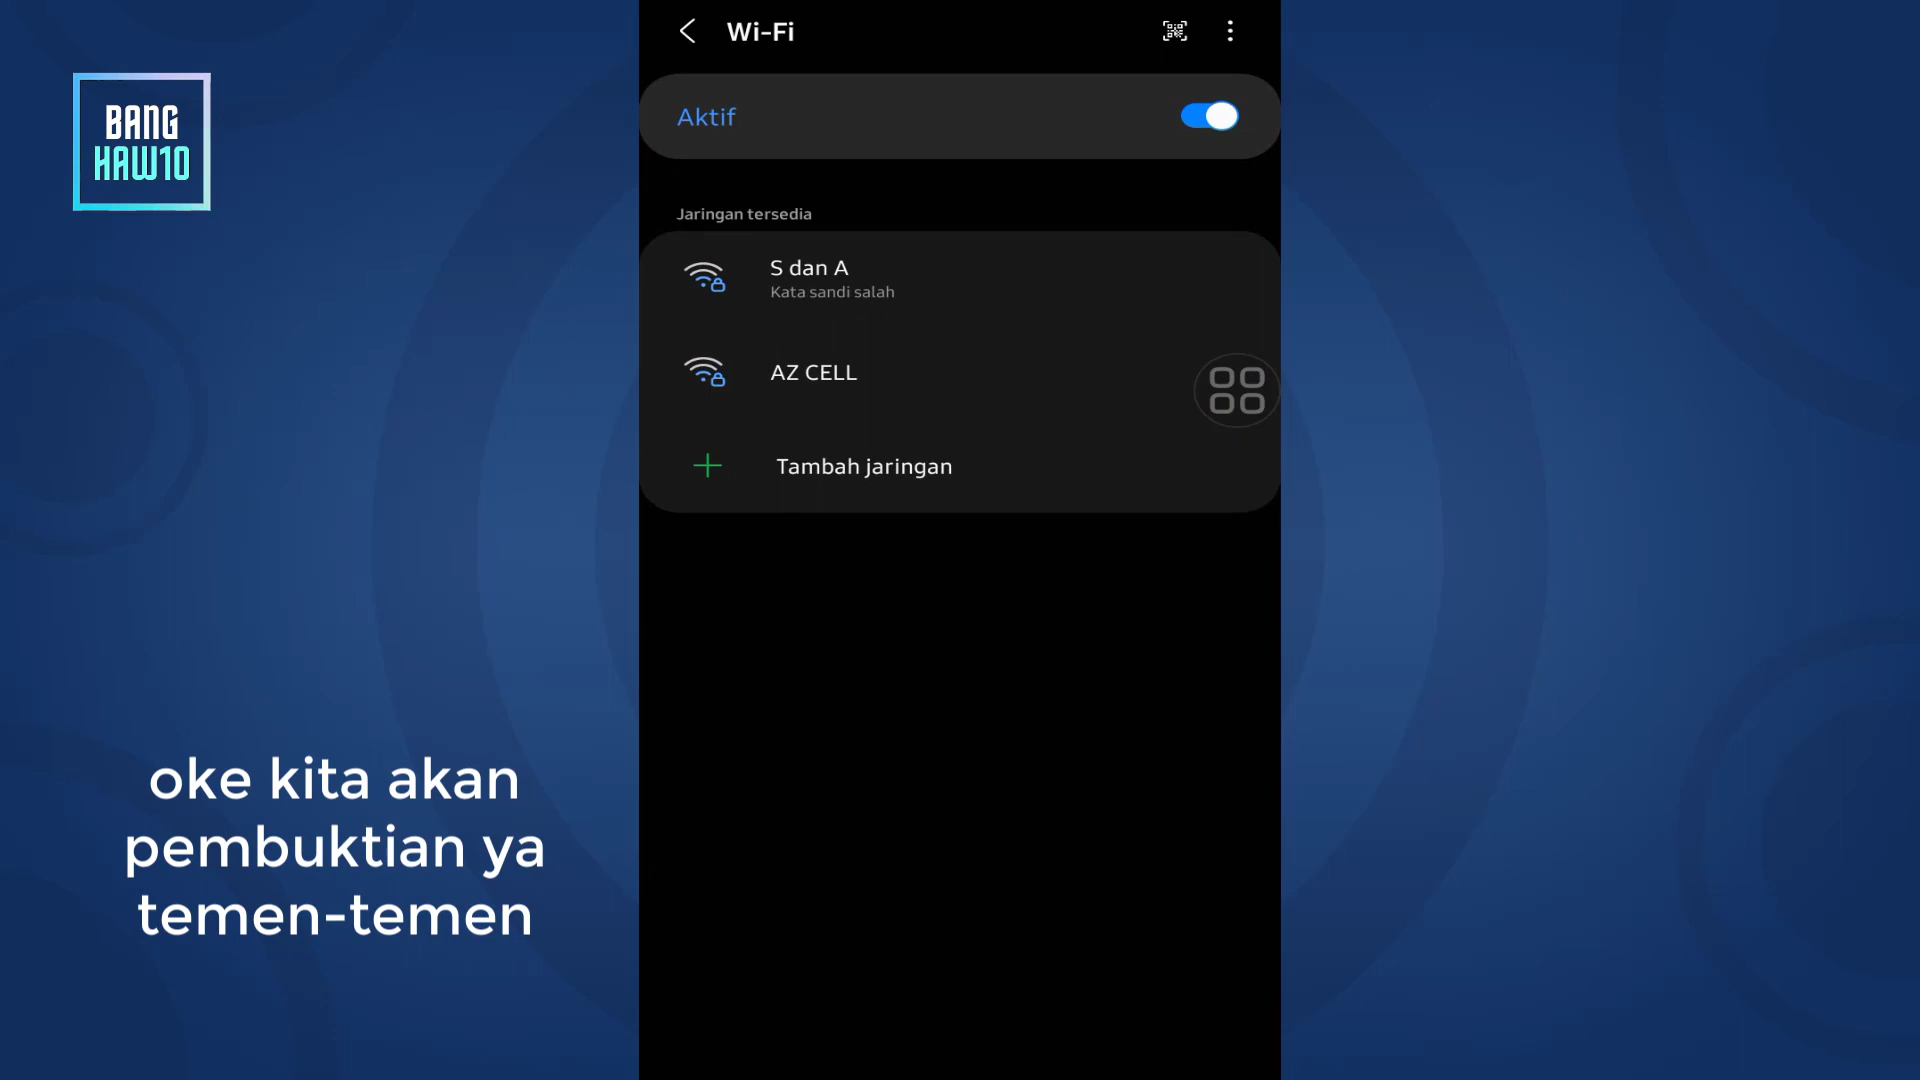 BANG
HAW10
Wi-Fi
Aktif
Jaringan tersedia
S dan A
Kata sandi salah
AZ CELL
Tambah jaringan
oke kita akan
pembuktian ya
temen-temen